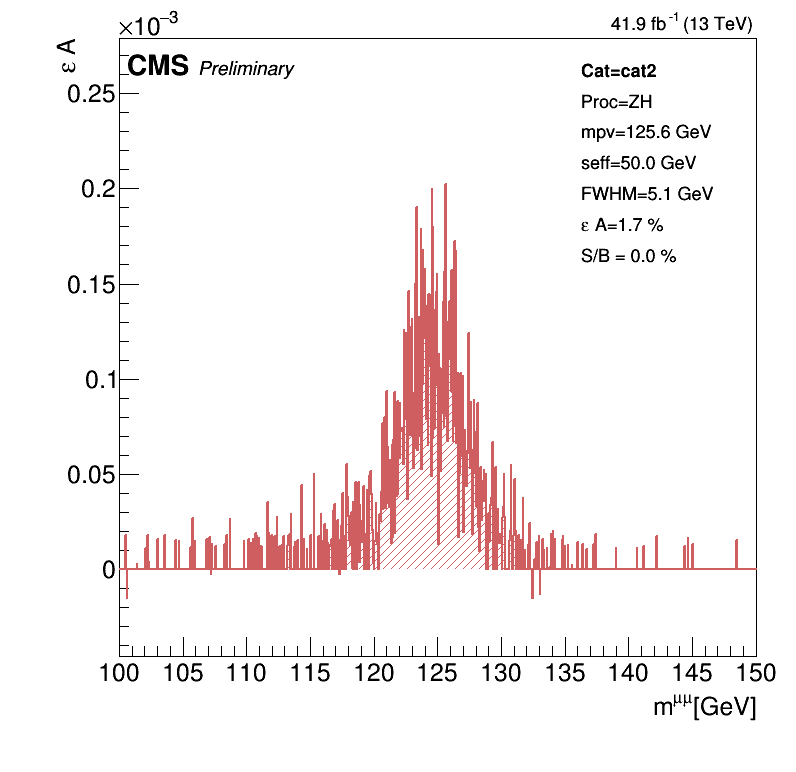 ×10⁻³
41.9 fb⁻¹ (13 TeV)
ε A
CMS Preliminary
Cat=cat2
Proc=ZH
mpv=125.6 GeV
seff=50.0 GeV
FWHM=5.1 GeV
ε A=1.7 %
S/B = 0.0 %
0.25
0.2
0.15
0.1
0.05
0
100 105 110 115 120 125 130 135 140 145 150
m^μμ[GeV]